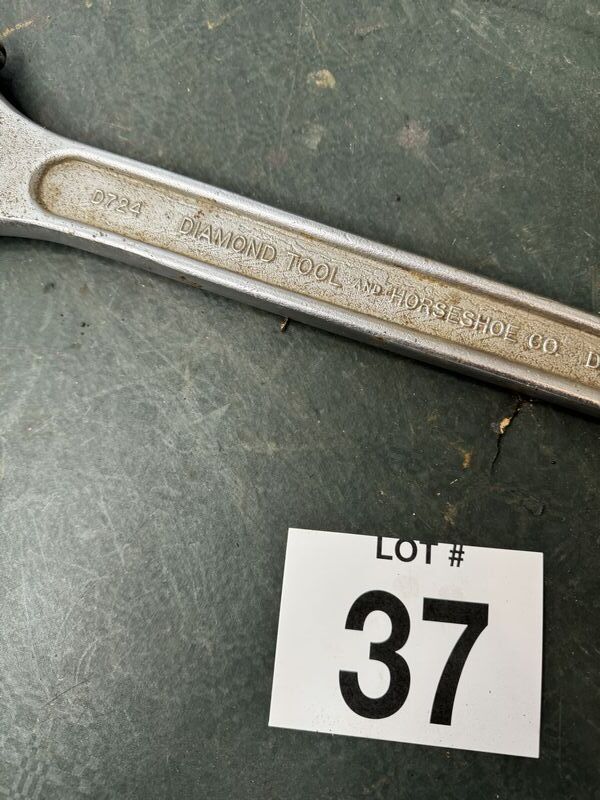 D724 DIAMOND TOOL AND HORSESHOE CO. D
LOT #
37